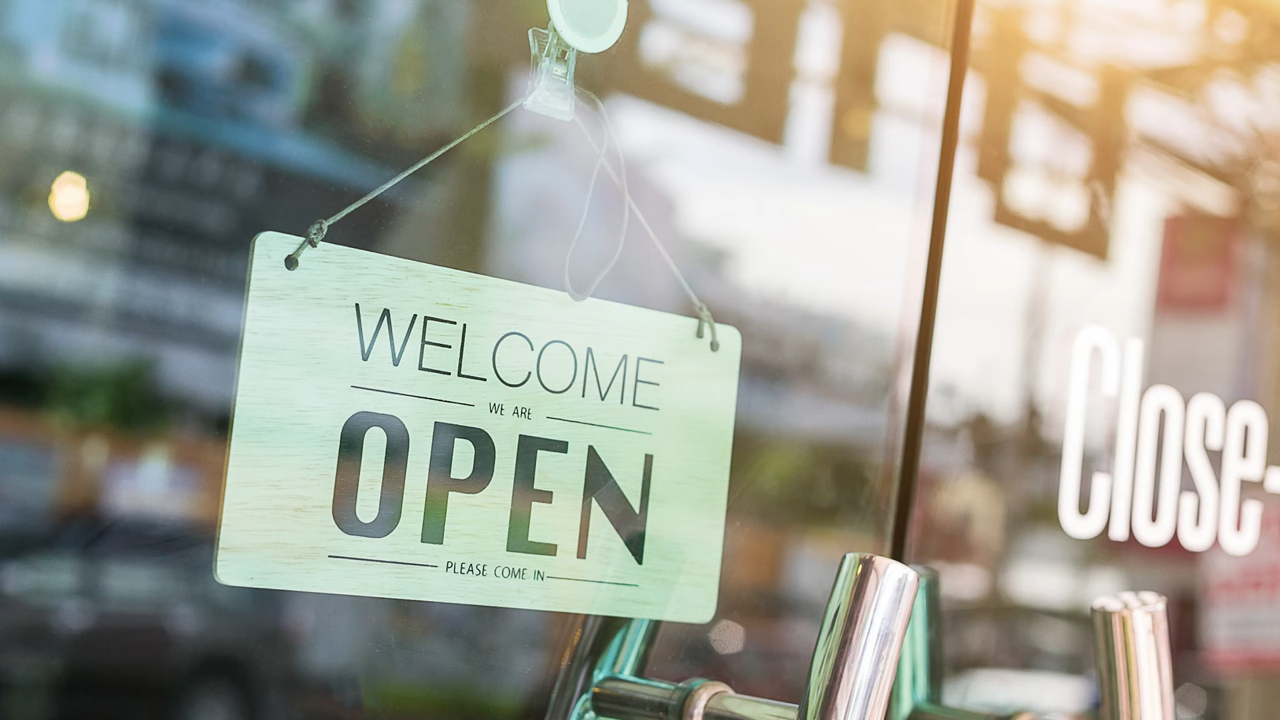 WELCOME
WE ARE
OPEN
PLEASE COME IN
Close-